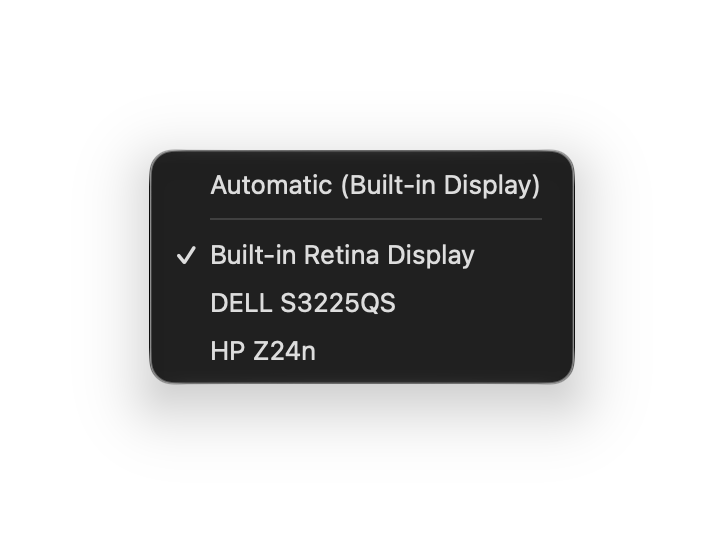 Automatic (Built-in Display)
Built-in Retina Display
DELL S3225QS
HP Z24n